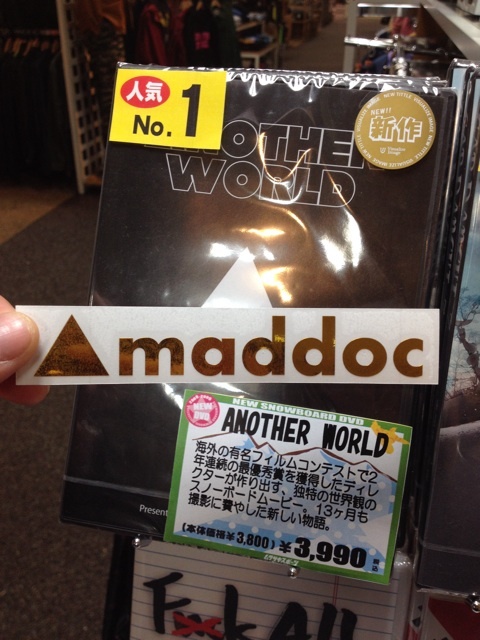 人気
No. 1
NEW!!
新作
ANOTHER
WORLD
maddoc
NEW SNOWBOARD DVD
NEW DVD
ANOTHER WORLD
海外の有名フィルムコンテストで2
年連続の最優秀賞を獲得したディレ
クターが作り出す、独特の世界観の
スノーボードムービー。13ヶ月も
撮影に費やした新しい物語。
(本体価格¥3,800) ¥3,990 税込
Present